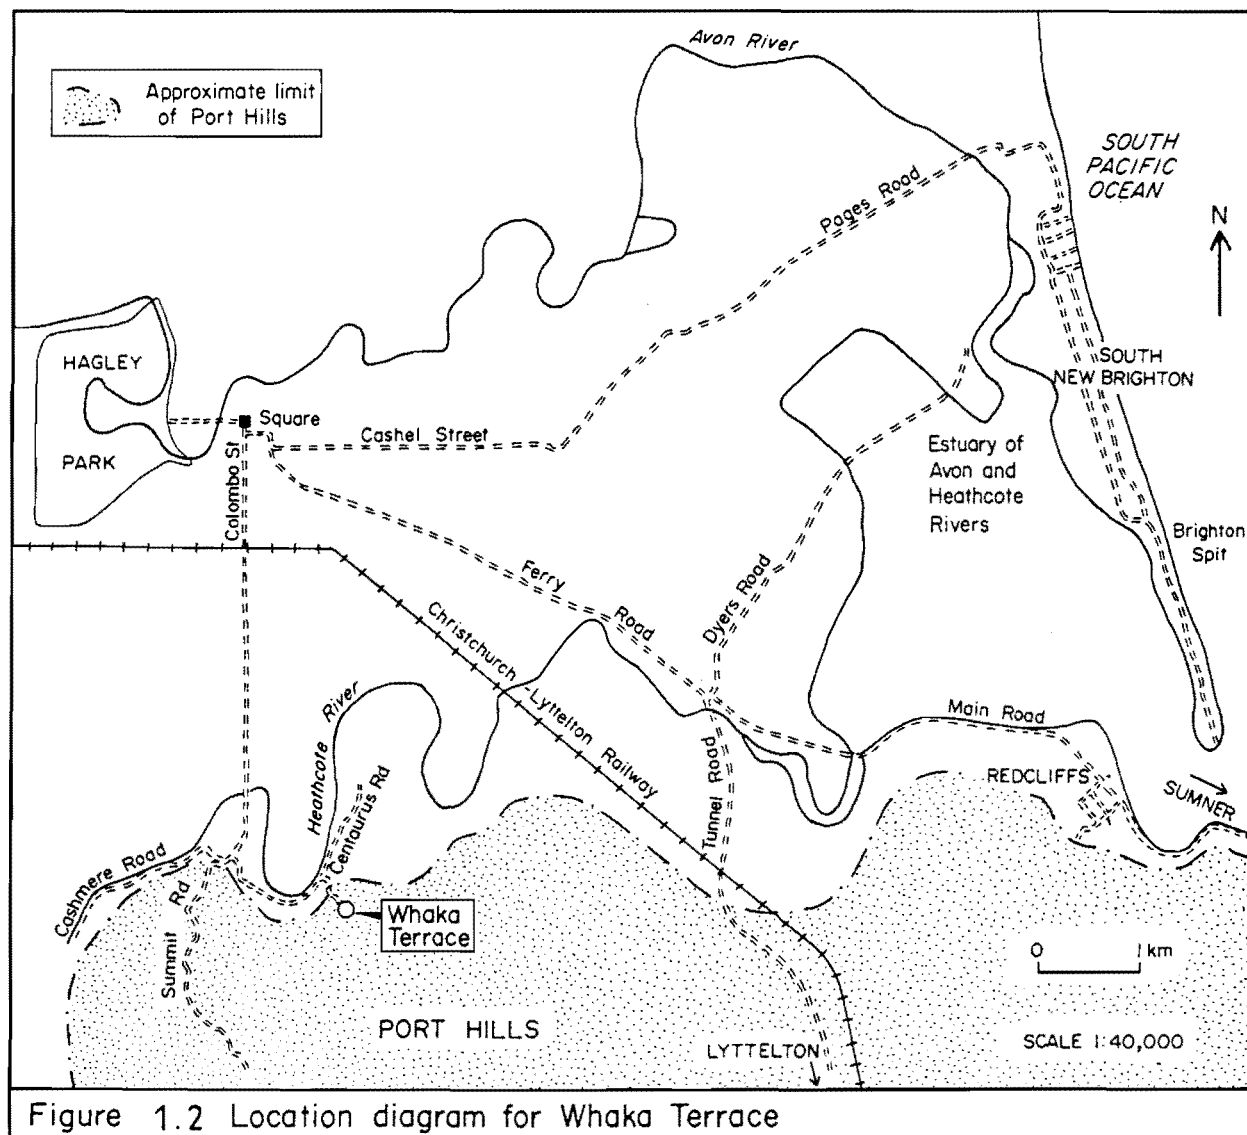 Avon River
Approximate limit
of Port Hills
SOUTH
PACIFIC
OCEAN
N
Pages Road
HAGLEY
PARK
Square
Cashel Street
Colombo St
SOUTH
NEW BRIGHTON
Estuary of
Avon and
Heathcote
Rivers
Brighton
Spit
Ferry
Road
Dyers Road
Christchurch-Lyttelton Railway
Heathcote
River
Main Road
REDCLIFFS
SUMNER
Centaurus Rd
Tunnel Road
Cashmere Road
Summit
Rd
Whaka
Terrace
0 1 km
PORT HILLS
LYTTELTON
SCALE 1:40,000
Figure 1.2 Location diagram for Whaka Terrace